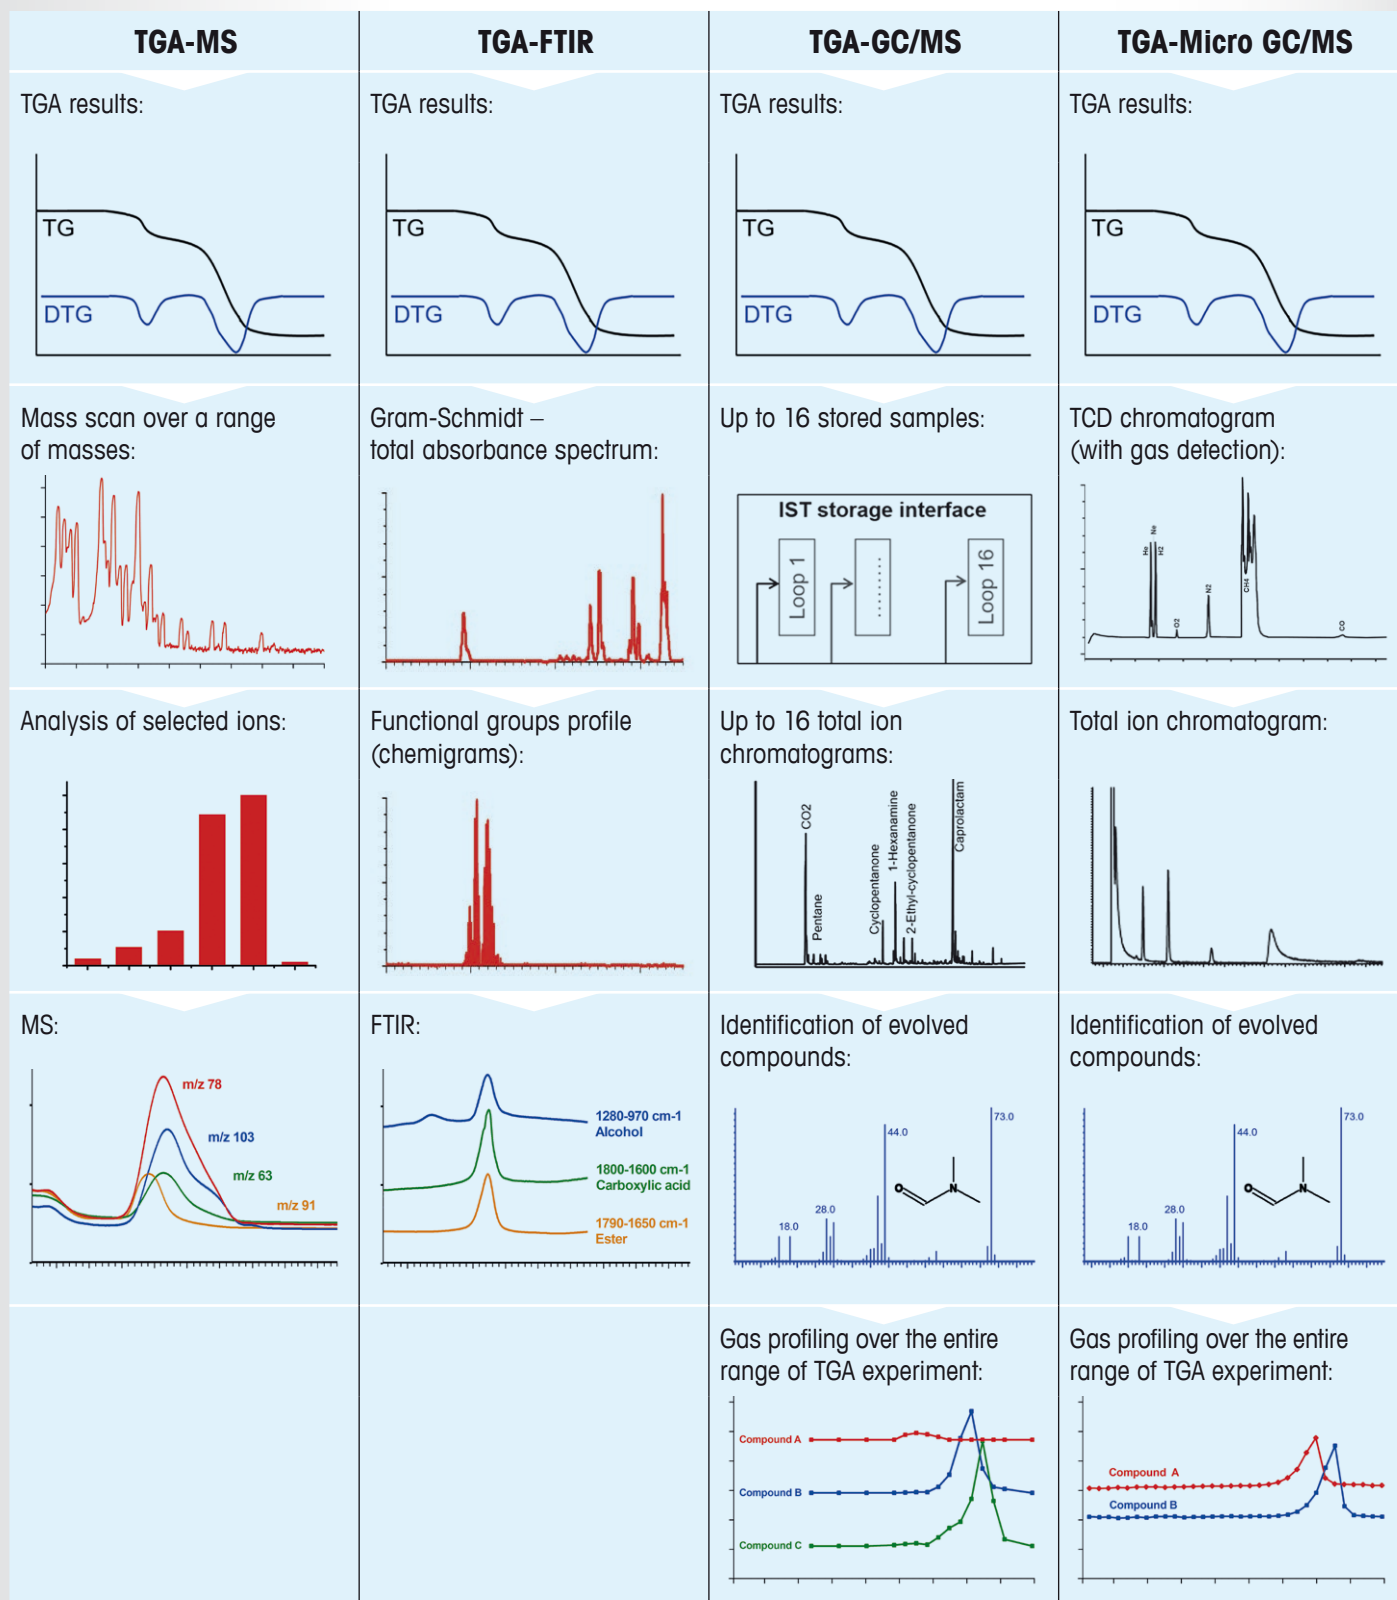 TGA-MS
TGA-FTIR
TGA-GC/MS
TGA-Micro GC/MS
TGA results:
TG
DTG
TGA results:
TG
DTG
TGA results:
TG
DTG
TGA results:
TG
DTG
Mass scan over a range
of masses:
Gram-Schmidt –
total absorbance spectrum:
Up to 16 stored samples:
IST storage interface
Loop 1
........
Loop 16
TCD chromatogram
(with gas detection):
He
Ne
H2
O2
N2
CH4
CO
Analysis of selected ions:
Functional groups profile
(chemigrams):
Up to 16 total ion
chromatograms:
CO2
Pentane
Cyclopentanone
1-Hexanamine
2-Ethyl-cyclopentanone
Caprolactam
Total ion chromatogram:
MS:
m/z 78
m/z 103
m/z 63
m/z 91
FTIR:
1280-970 cm-1
Alcohol
1800-1600 cm-1
Carboxylic acid
1790-1650 cm-1
Ester
Identification of evolved
compounds:
18.0
28.0
44.0
73.0
O
N
Identification of evolved
compounds:
18.0
28.0
44.0
73.0
O
N
Gas profiling over the entire
range of TGA experiment:
Compound A
Compound B
Compound C
Gas profiling over the entire
range of TGA experiment:
Compound A
Compound B